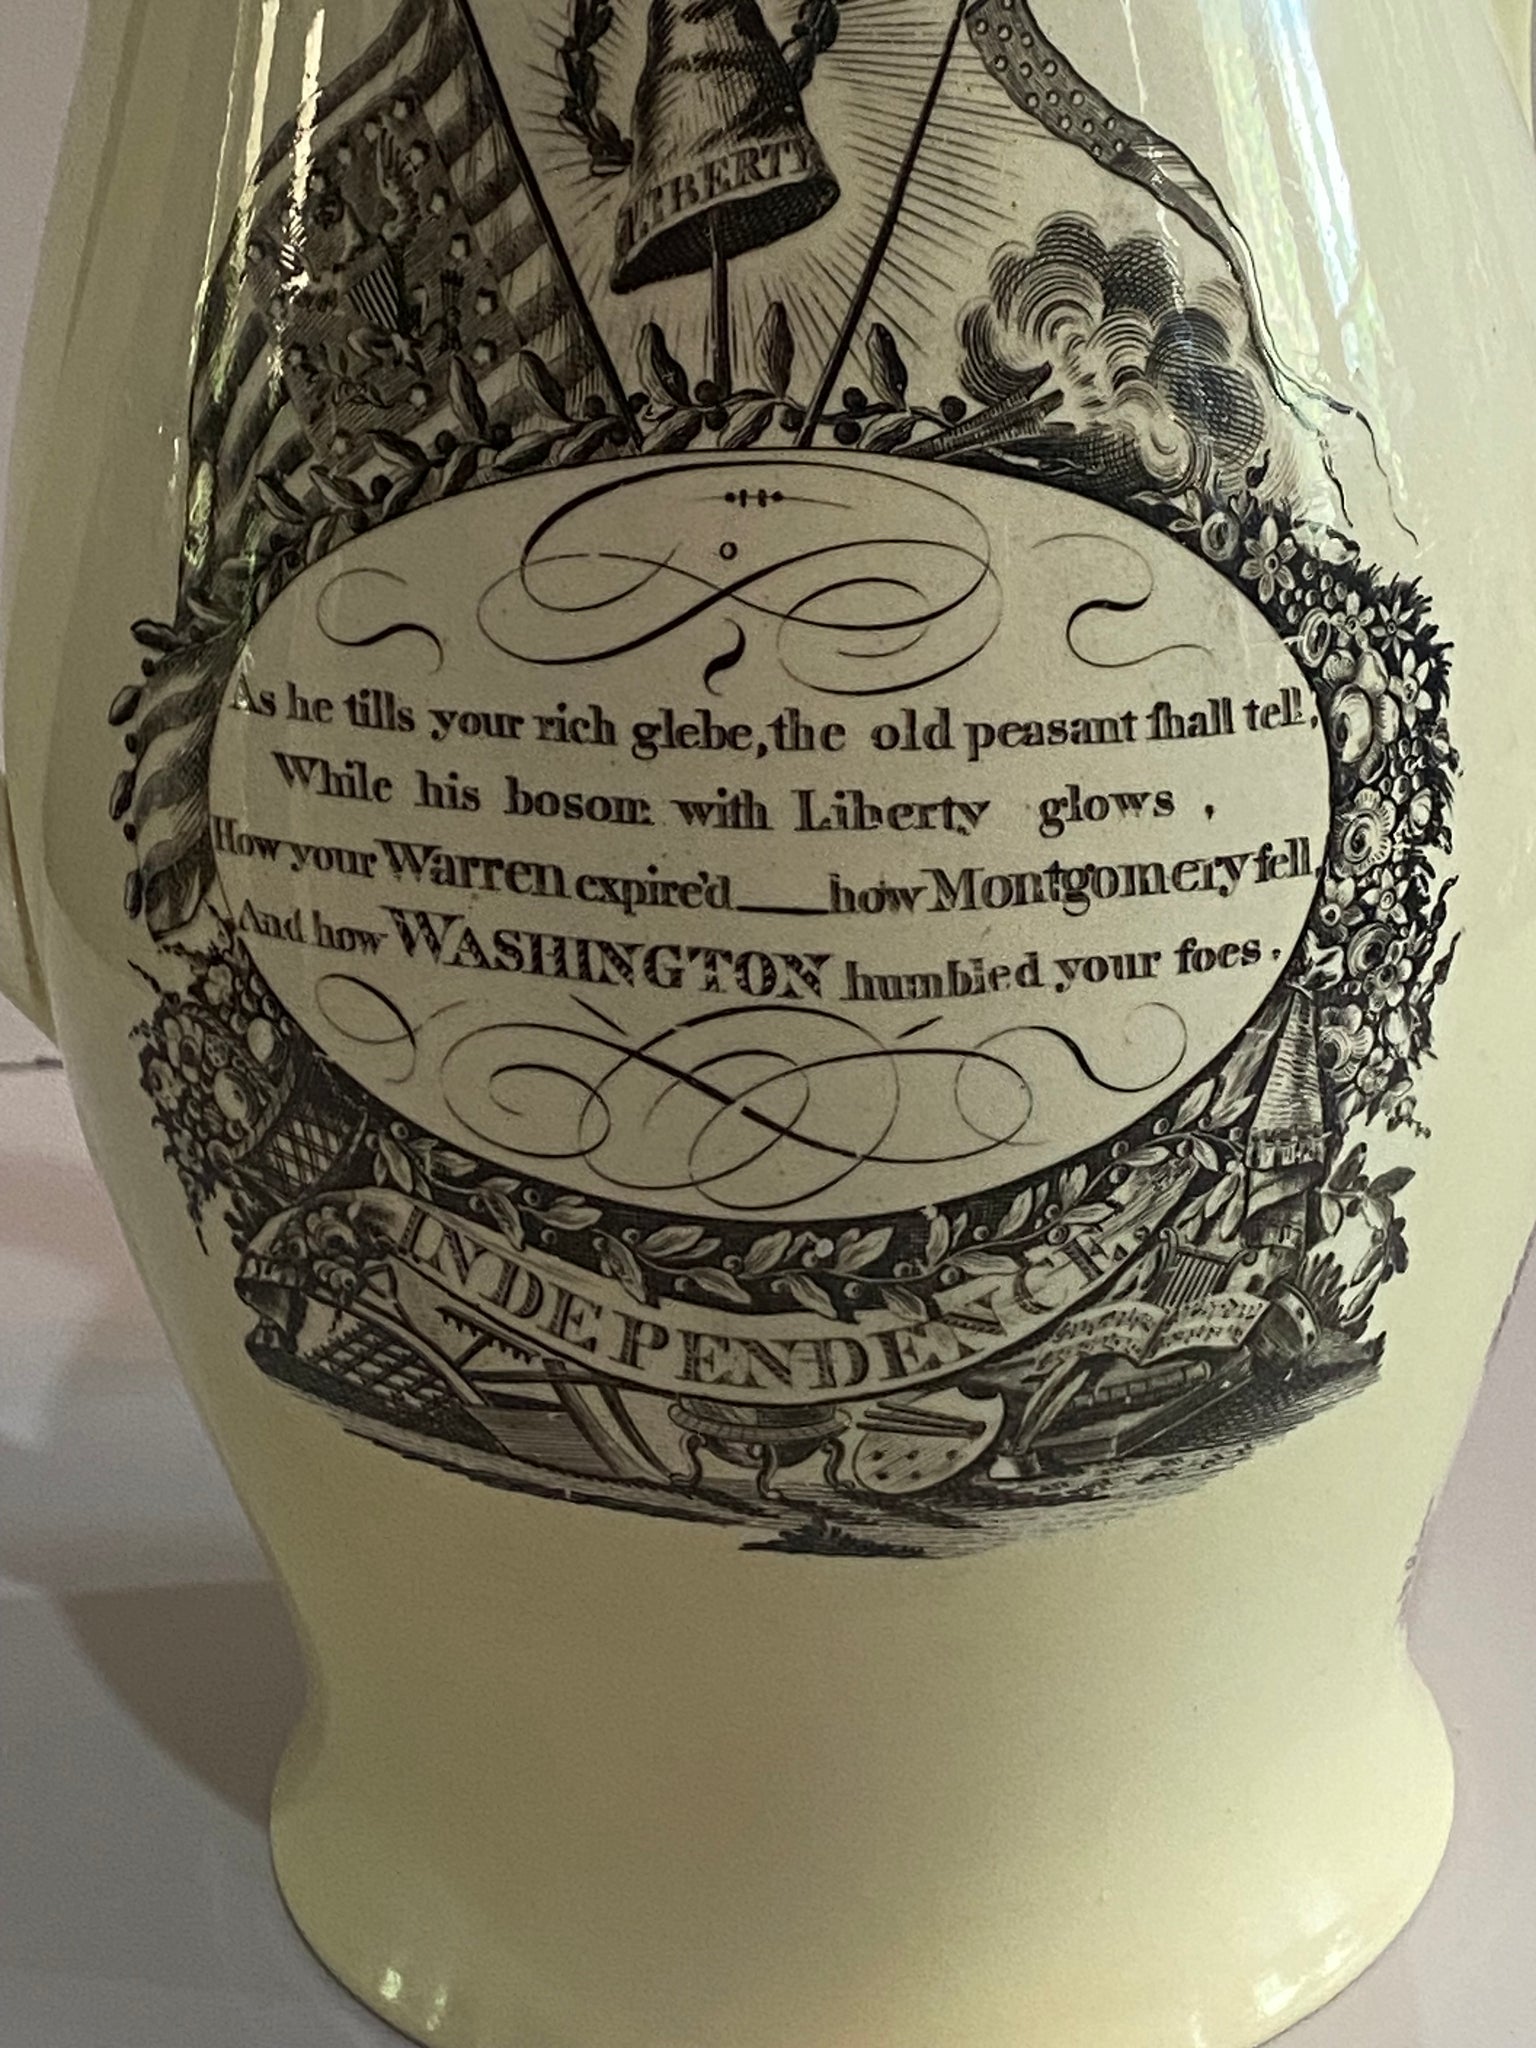 LIBERTY
As he tills your rich glebe, the old peasant ſhall tell,
While his bosom with Liberty glows,
How your Warren expire'd—how Montgomery fell,
And how WASHINGTON humbled your foes.
INDEPENDENCE.